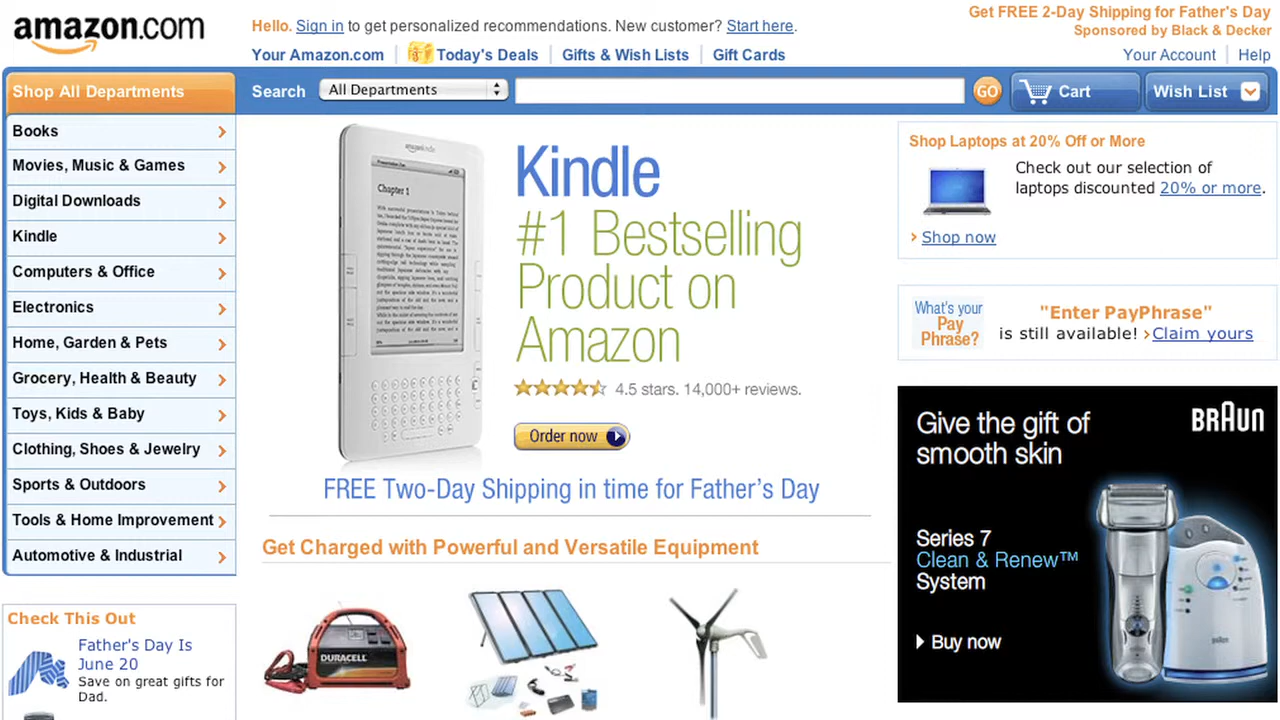 amazon.com
Hello. Sign in to get personalized recommendations. New customer? Start here.
Get FREE 2-Day Shipping for Father's Day
Sponsored by Black & Decker
Your Amazon.com
Today's Deals
Gifts & Wish Lists
Gift Cards
Your Account
Help
Shop All Departments
Search
All Departments
GO
Cart
Wish List
Books
Movies, Music & Games
Digital Downloads
Kindle
Computers & Office
Electronics
Home, Garden & Pets
Grocery, Health & Beauty
Toys, Kids & Baby
Clothing, Shoes & Jewelry
Sports & Outdoors
Tools & Home Improvement
Automotive & Industrial
Check This Out
Father's Day Is
June 20
Save on great gifts for
Dad.
amazonkindle
Chapter 1
Kindle
#1 Bestselling
Product on
Amazon
4.5 stars. 14,000+ reviews.
Order now
FREE Two-Day Shipping in time for Father's Day
Get Charged with Powerful and Versatile Equipment
DURACELL
Shop Laptops at 20% Off or More
Check out our selection of
laptops discounted 20% or more.
Shop now
What's your
Pay
Phrase?
"Enter PayPhrase"
is still available! Claim yours
Give the gift of
smooth skin
BRAUN
Series 7
Clean & Renew™
System
Buy now